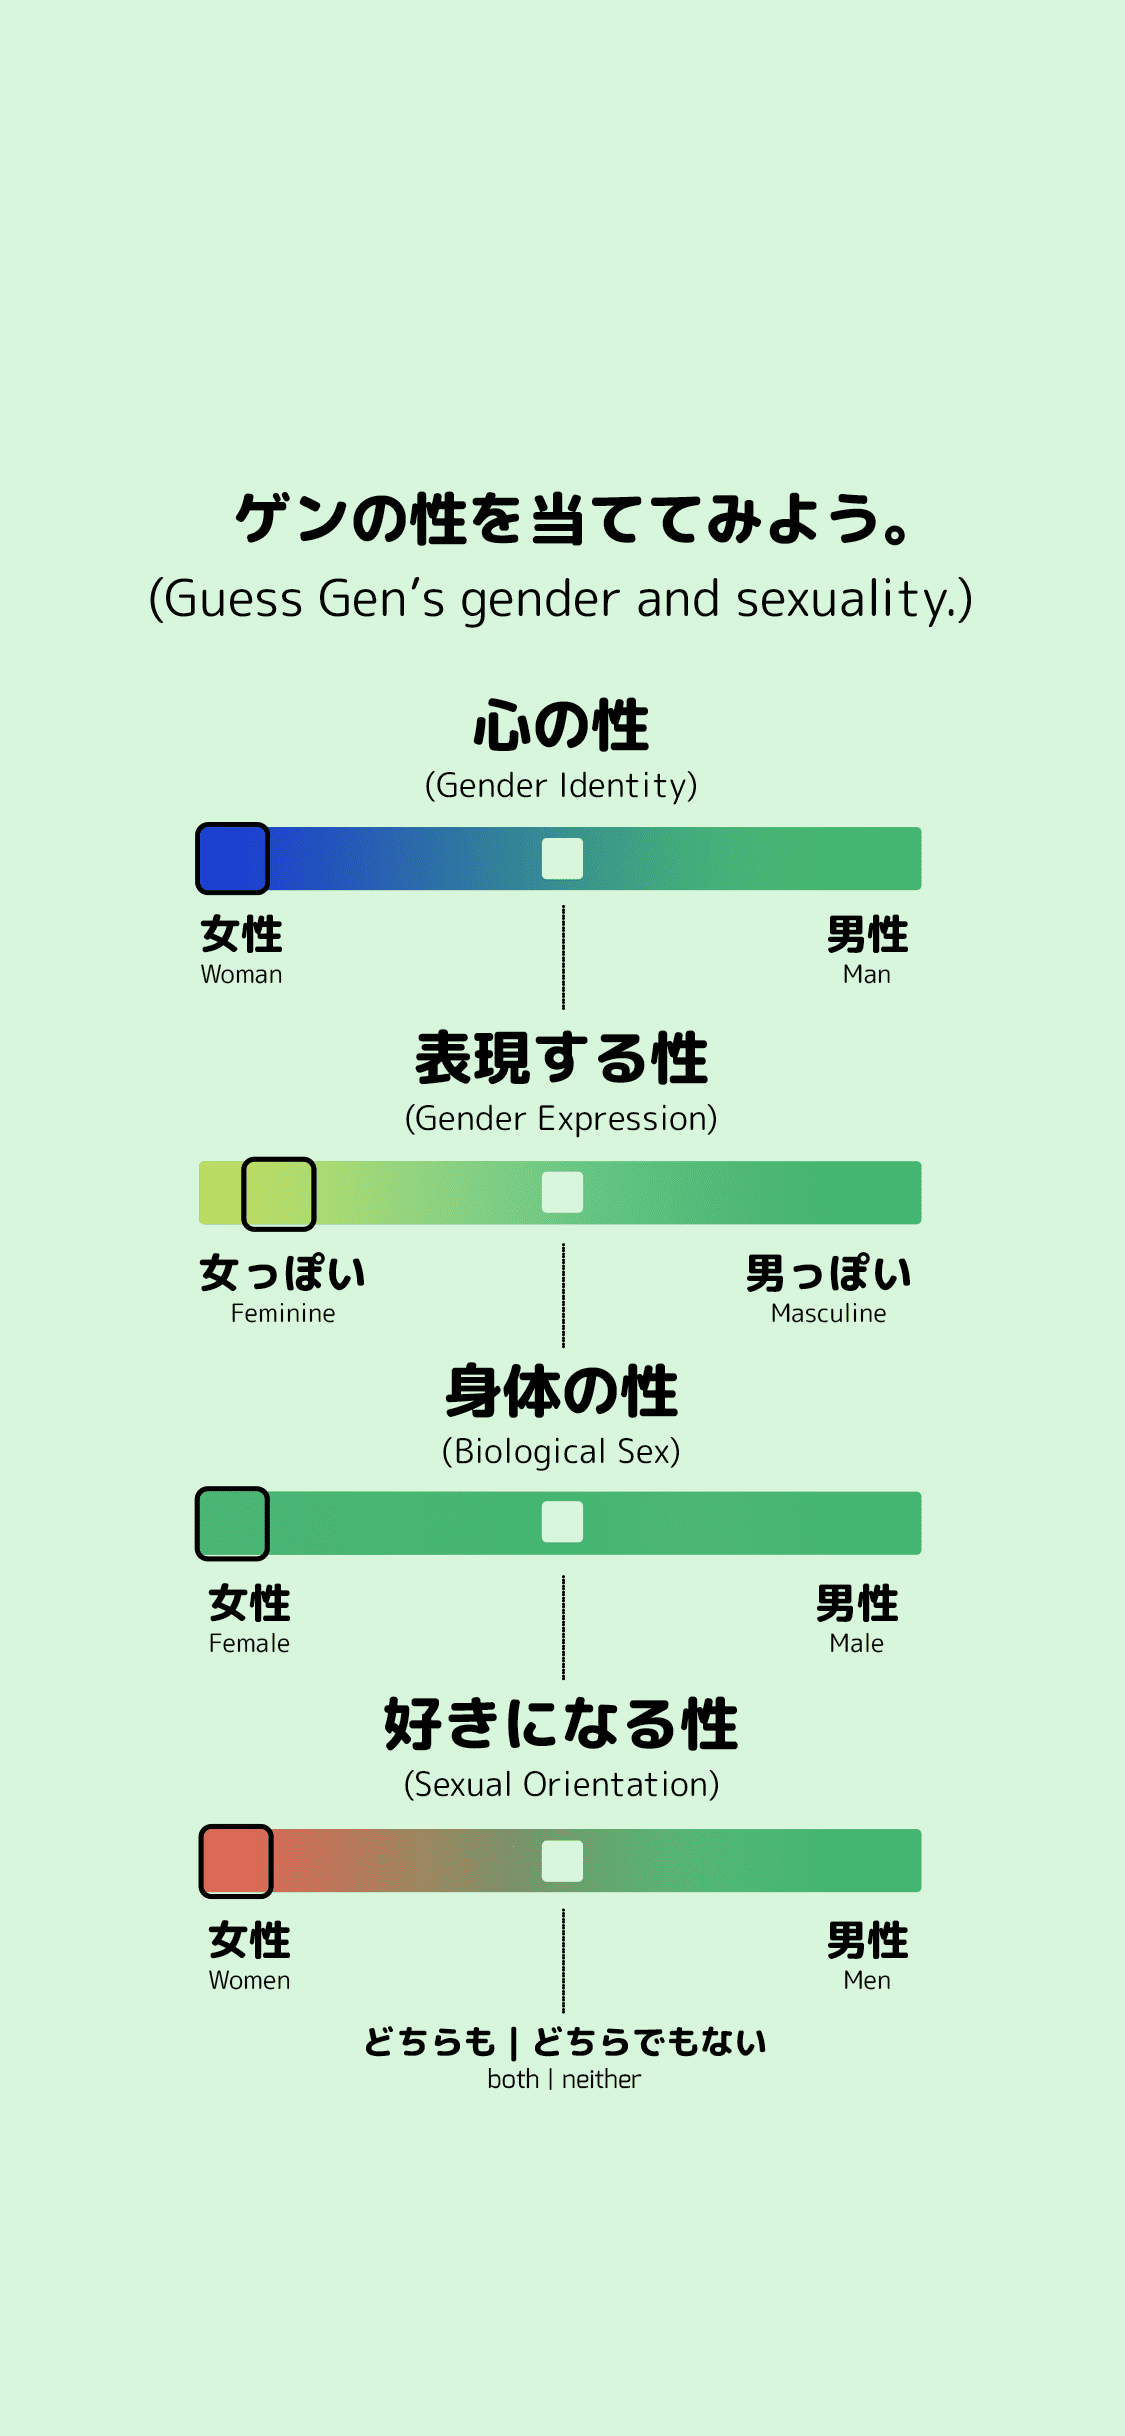 ゲンの性を当ててみよう。
(Guess Gen’s gender and sexuality.)
心の性
(Gender Identity)
女性 男性
Woman Man
表現する性
(Gender Expression)
女っぽい 男っぽい
Feminine Masculine
身体の性
(Biological Sex)
女性 男性
Female Male
好きになる性
(Sexual Orientation)
女性 男性
Women Men
どちらも | どちらでもない
both | neither